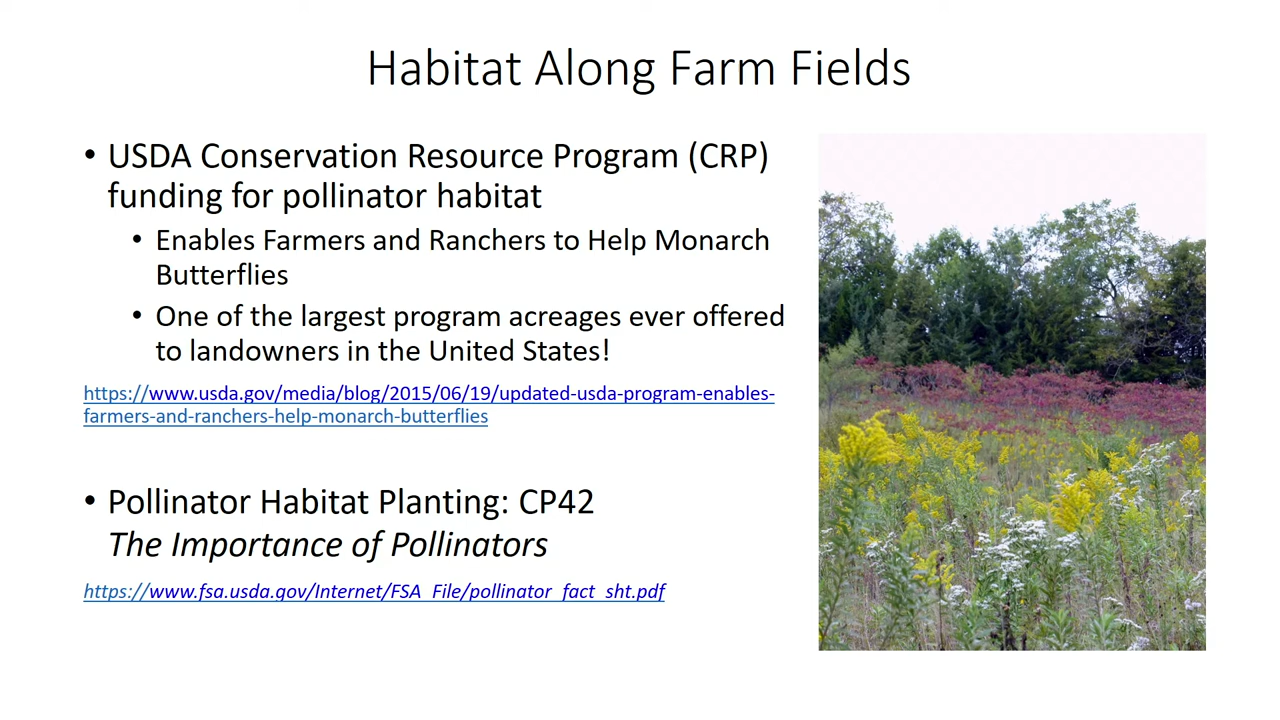 Habitat Along Farm Fields
• USDA Conservation Resource Program (CRP)
funding for pollinator habitat
• Enables Farmers and Ranchers to Help Monarch
Butterflies
• One of the largest program acreages ever offered
to landowners in the United States!
https://www.usda.gov/media/blog/2015/06/19/updated-usda-program-enables-
farmers-and-ranchers-help-monarch-butterflies
• Pollinator Habitat Planting: CP42
The Importance of Pollinators
https://www.fsa.usda.gov/Internet/FSA_File/pollinator_fact_sht.pdf